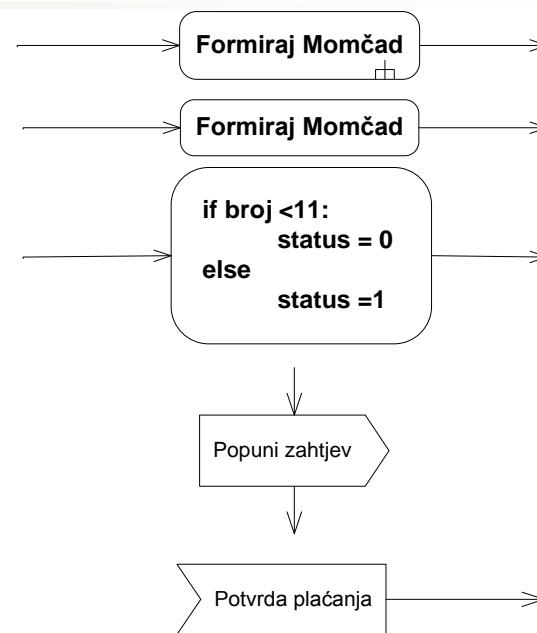 Formiraj Momčad
Formiraj Momčad
if broj <11:
status = 0
else
status =1
Popuni zahtjev
Potvrda plaćanja